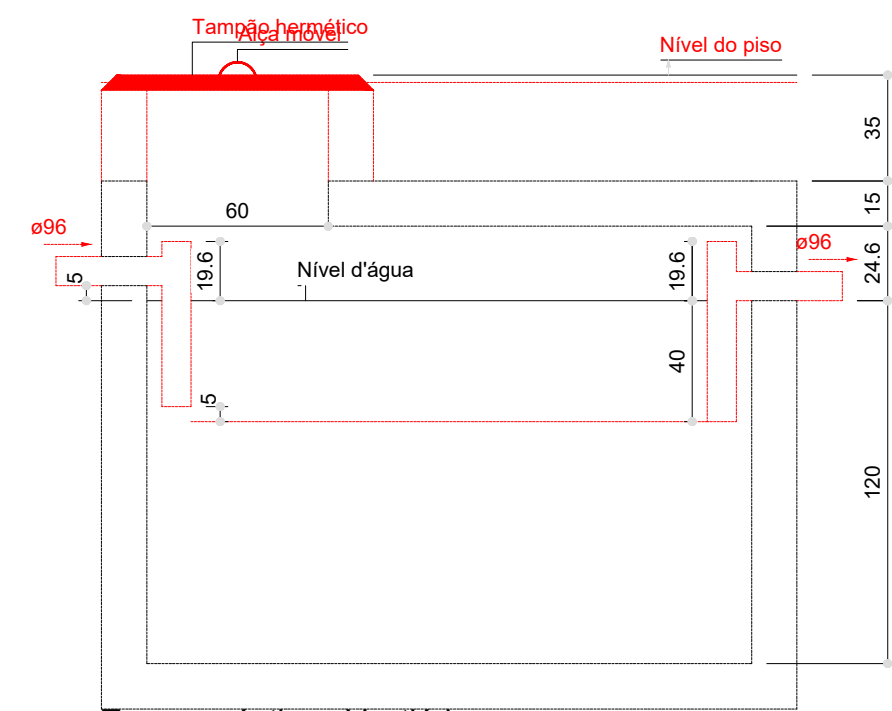 Tampão hermético
Alça móvel
Nível do piso
35
15
60
ø96
ø96
19.6
19.6
24.6
5
Nível d'água
40
5
120